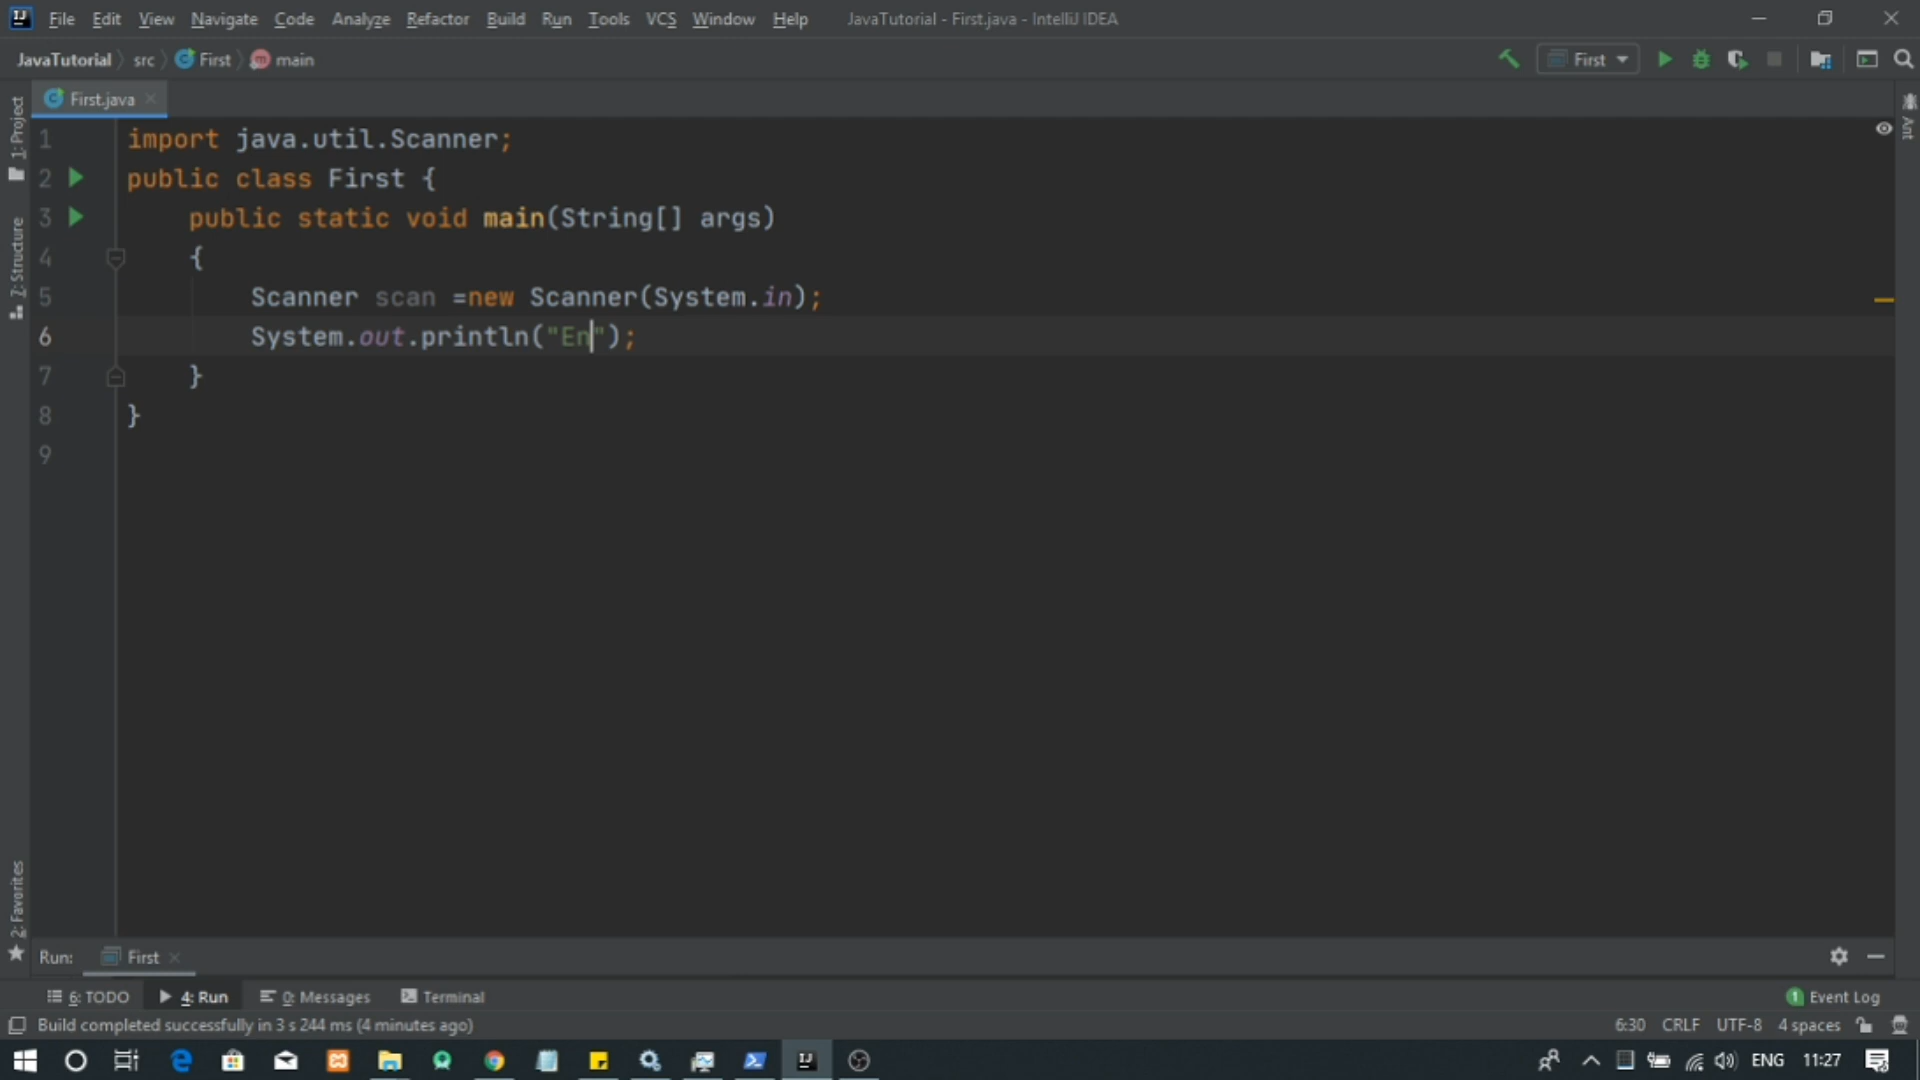 File Edit View Navigate Code Analyze Refactor Build Run Tools VCS Window Help JavaTutorial - First.java - IntelliJ IDEA
JavaTutorial src First main First
First.java
1: Project
7: Structure
2: Favorites
Ant
1 import java.util.Scanner;
2 public class First {
3 public static void main(String[] args)
4 {
5 Scanner scan =new Scanner(System.in);
6 System.out.println("En");
7 }
8 }
9
Run: First
6: TODO 4: Run 0: Messages Terminal 1 Event Log
Build completed successfully in 3 s 244 ms (4 minutes ago) 6:30 CRLF UTF-8 4 spaces
ENG 11:27